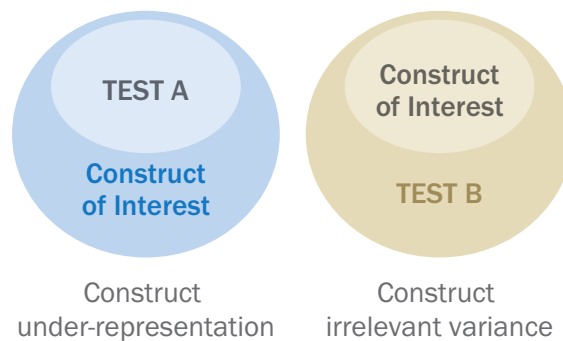 TEST A
Construct
of Interest
Construct
under-representation
Construct
of Interest
TEST B
Construct
irrelevant variance